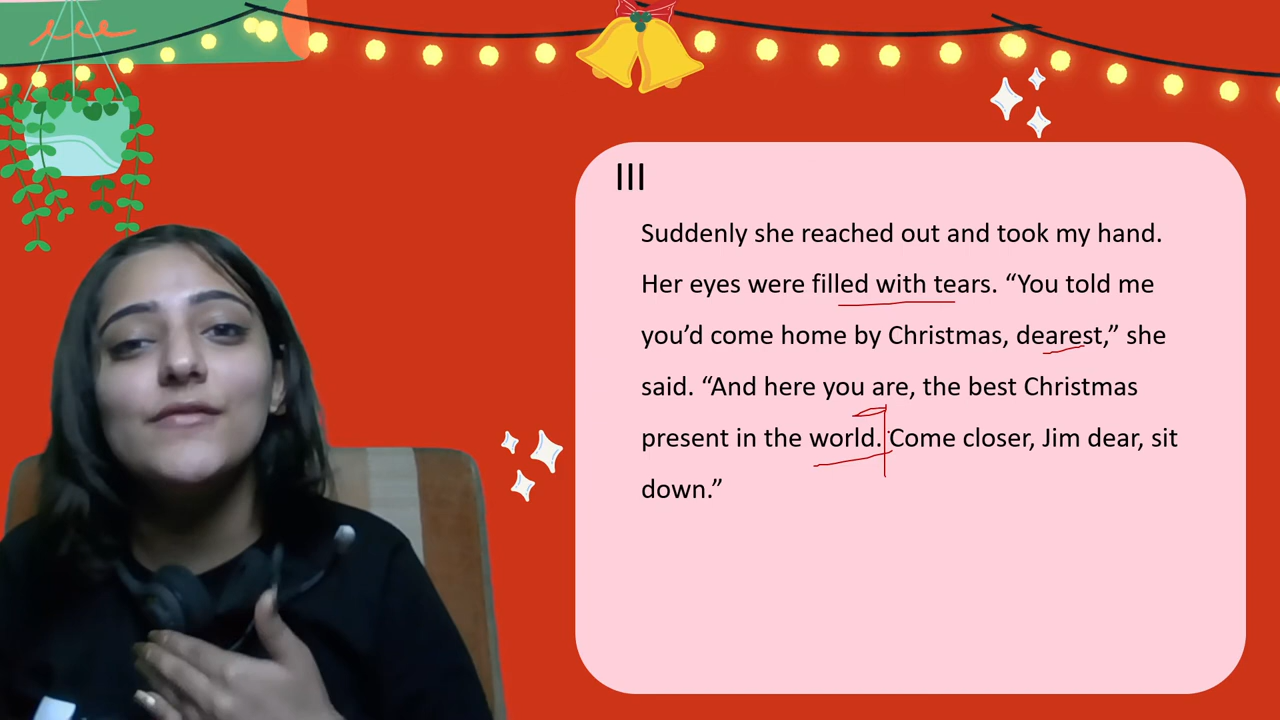 III
Suddenly she reached out and took my hand.
Her eyes were filled with tears. “You told me
you’d come home by Christmas, dearest,” she
said. “And here you are, the best Christmas
present in the world. Come closer, Jim dear, sit
down.”